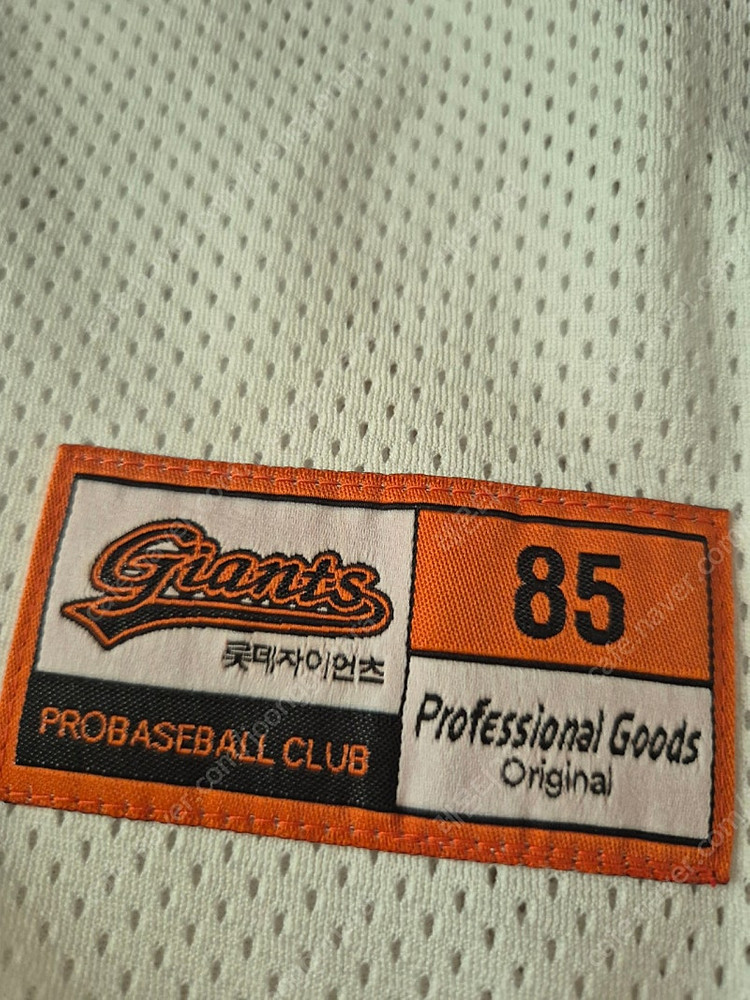 Giants
롯데자이언츠
PROBASEBALL CLUB
85
Professional Goods
Original